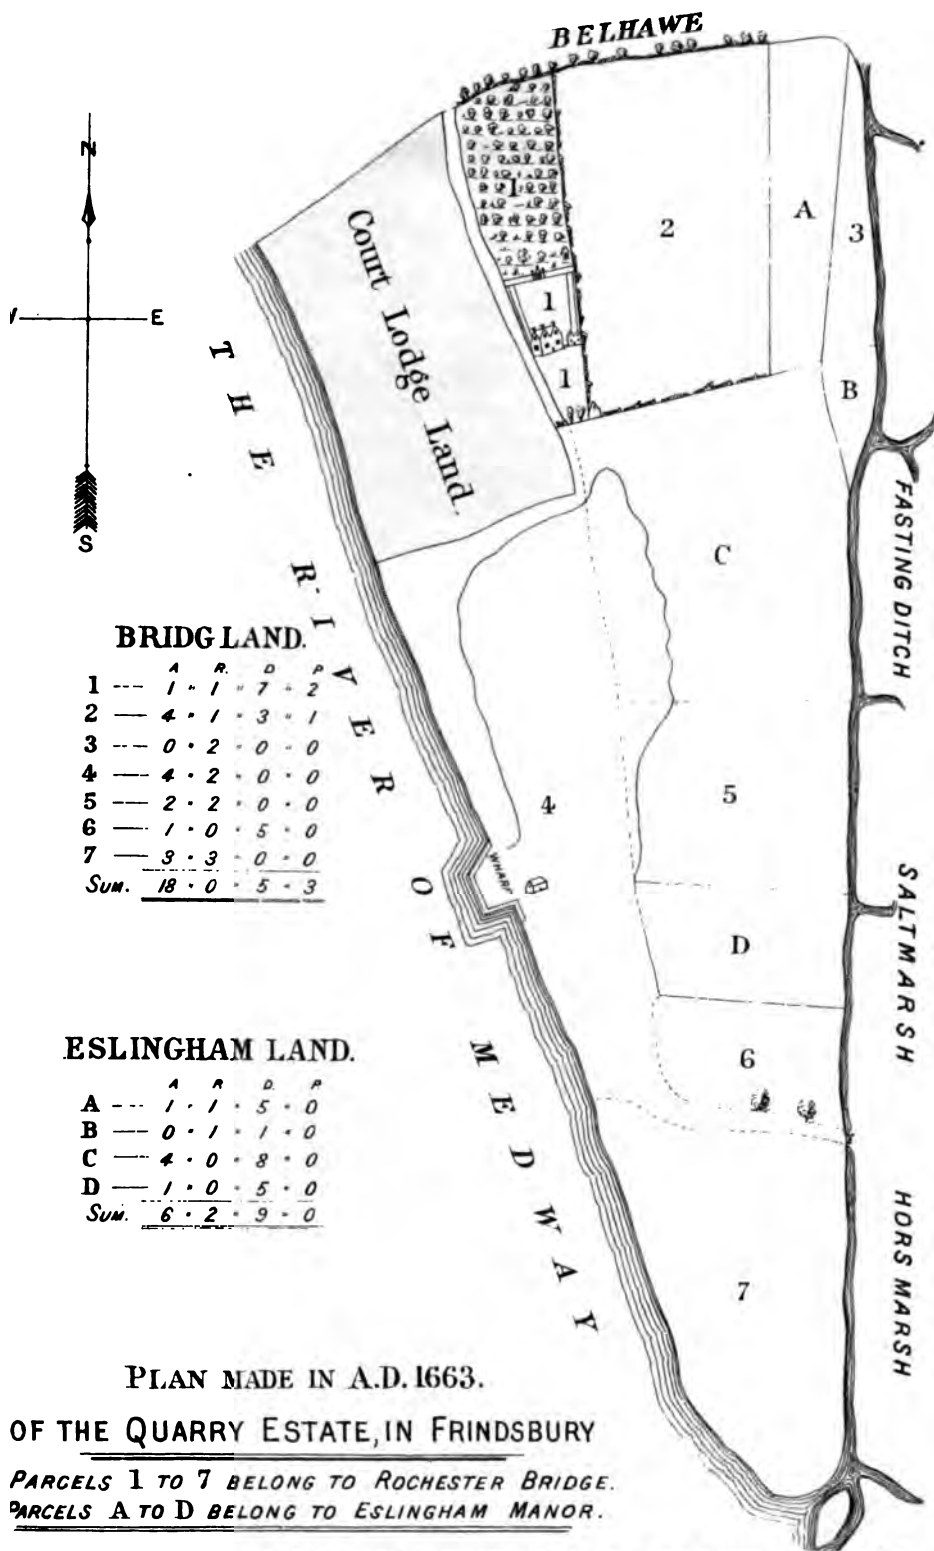 BELHAWE
N
E
S
THE RIVER OF MEDWAY
Court Lodge Land.
1
1
1
2
A
3
B
C
4
5
D
6
7
WHARF
FASTING DITCH
SALTMARSH
HORS MARSH
BRIDG LAND.
A R. D P
1 --- 1 " 1 " 7 " 2
2 — 4 " 1 " 3 " 1
3 --- 0 " 2 " 0 " 0
4 — 4 " 2 " 0 " 0
5 --- 2 " 2 " 0 " 0
6 — 1 " 0 " 5 " 0
7 — 3 " 3 " 0 " 0
SUM. 18 " 0 " 5 " 3
ESLINGHAM LAND.
A R D. P
A --- 1 " 1 " 5 " 0
B — 0 " 1 " 1 " 0
C — 4 " 0 " 8 " 0
D — 1 " 0 " 5 " 0
SUM. 6 " 2 " 9 " 0
PLAN MADE IN A.D. 1663.
OF THE QUARRY ESTATE, IN FRINDSBURY
PARCELS 1 TO 7 BELONG TO ROCHESTER BRIDGE.
PARCELS A TO D BELONG TO ESLINGHAM MANOR.